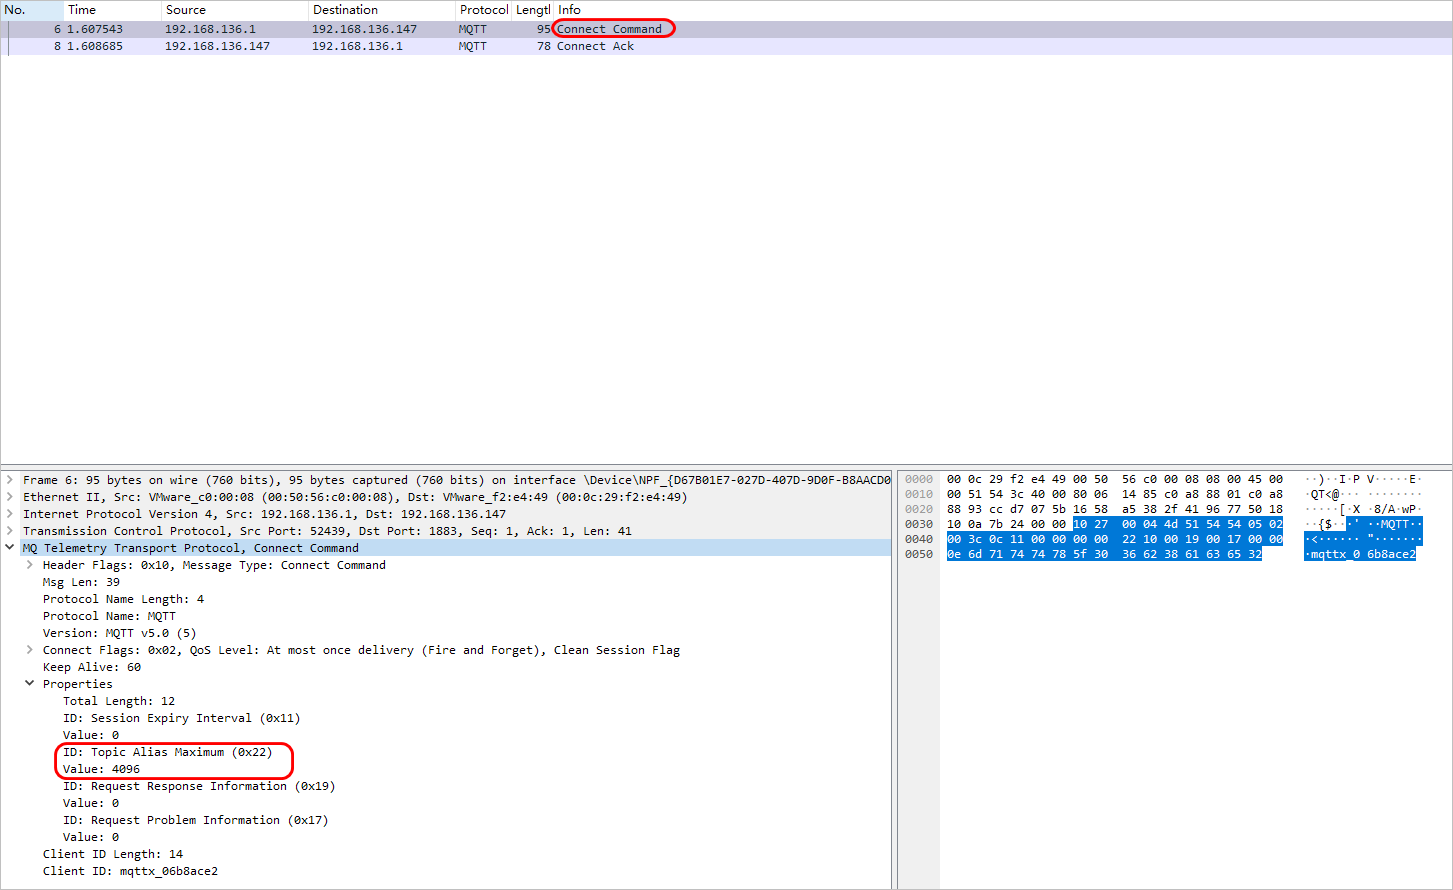 No. Time Source Destination Protocol Lengtl Info
6 1.607543 192.168.136.1 192.168.136.147 MQTT 95 Connect Command
8 1.608685 192.168.136.147 192.168.136.1 MQTT 78 Connect Ack
Frame 6: 95 bytes on wire (760 bits), 95 bytes captured (760 bits) on interface \Device\NPF_{D67B01E7-027D-407D-9D0F-B8AACD0
Ethernet II, Src: VMware_c0:00:08 (00:50:56:c0:00:08), Dst: VMware_f2:e4:49 (00:0c:29:f2:e4:49)
Internet Protocol Version 4, Src: 192.168.136.1, Dst: 192.168.136.147
Transmission Control Protocol, Src Port: 52439, Dst Port: 1883, Seq: 1, Ack: 1, Len: 41
MQ Telemetry Transport Protocol, Connect Command
Header Flags: 0x10, Message Type: Connect Command
Msg Len: 39
Protocol Name Length: 4
Protocol Name: MQTT
Version: MQTT v5.0 (5)
Connect Flags: 0x02, QoS Level: At most once delivery (Fire and Forget), Clean Session Flag
Keep Alive: 60
Properties
Total Length: 12
ID: Session Expiry Interval (0x11)
Value: 0
ID: Topic Alias Maximum (0x22)
Value: 4096
ID: Request Response Information (0x19)
Value: 0
ID: Request Problem Information (0x17)
Value: 0
Client ID Length: 14
Client ID: mqttx_06b8ace2
0000 00 0c 29 f2 e4 49 00 50 56 c0 00 08 08 00 45 00 ··)··I·P V·····E·
0010 00 51 54 3c 40 00 80 06 14 85 c0 a8 88 01 c0 a8 ·QT<@··· ········
0020 88 93 cc d7 07 5b 16 58 a5 38 2f 41 96 77 50 18 ·····[·X ·8/A·wP·
0030 10 0a 7b 24 00 00 10 27 00 04 4d 51 54 54 05 02 ··{$···' ··MQTT··
0040 00 3c 0c 11 00 00 00 00 22 10 00 19 00 17 00 00 ·<······ "·······
0050 0e 6d 71 74 74 78 5f 30 36 62 38 61 63 65 32 ·mqttx_0 6b8ace2